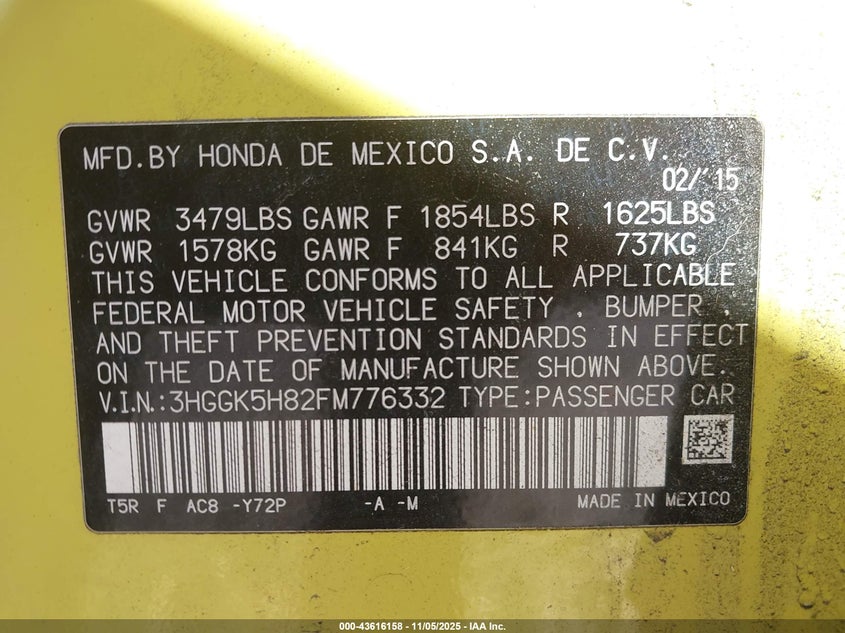 MFD.BY HONDA DE MEXICO S.A. DE C.V.
02/'15
GVWR 3479LBS GAWR F 1854LBS R 1625LBS
GVWR 1578KG GAWR F 841KG R 737KG
THIS VEHICLE CONFORMS TO ALL APPLICABLE
FEDERAL MOTOR VEHICLE SAFETY , BUMPER ,
AND THEFT PREVENTION STANDARDS IN EFFECT
ON THE DATE OF MANUFACTURE SHOWN ABOVE.
V.I.N.:3HGGK5H82FM776332 TYPE:PASSENGER CAR
T5R F AC8 -Y72P -A -M MADE IN MEXICO
000-43616158 - 11/05/2025 - IAA Inc.